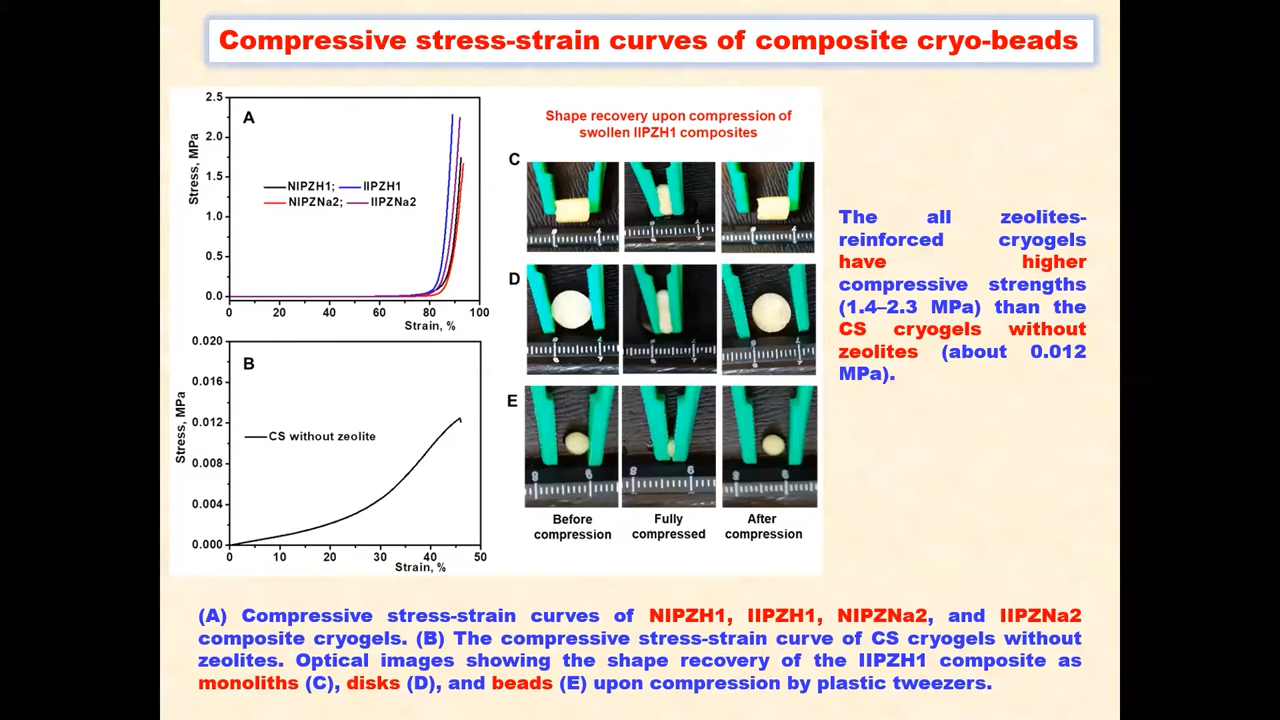 Compressive stress-strain curves of composite cryo-beads
2.5
2.0
1.5
1.0
0.5
0.0
Stress, MPa
A
NIPZH1; IIPZH1
NIPZNa2; IIPZNa2
0 20 40 60 80 100
Strain, %
0.020
0.016
0.012
0.008
0.004
0.000
Stress, MPa
B
CS without zeolite
0 10 20 30 40 50
Strain, %
Shape recovery upon compression of
swollen IIPZH1 composites
C
D
E
8 6
8 6
8 6
Before
compression
Fully
compressed
After
compression
The all zeolites-
reinforced cryogels
have higher
compressive strengths
(1.4–2.3 MPa) than the
CS cryogels without
zeolites (about 0.012
MPa).
(A) Compressive stress-strain curves of NIPZH1, IIPZH1, NIPZNa2, and IIPZNa2
composite cryogels. (B) The compressive stress-strain curve of CS cryogels without
zeolites. Optical images showing the shape recovery of the IIPZH1 composite as
monoliths (C), disks (D), and beads (E) upon compression by plastic tweezers.